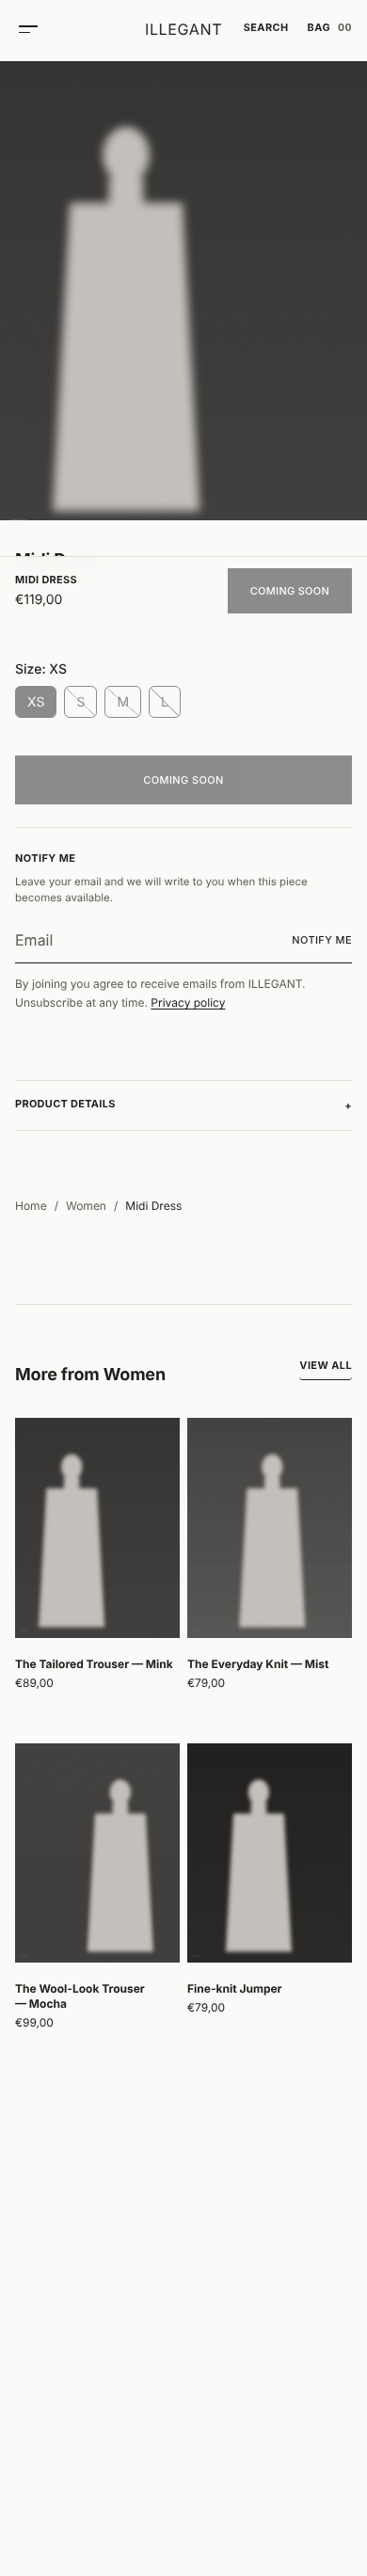 ILLEGANT
SEARCH
BAG 00
Midi D
MIDI DRESS
€119,00
COMING SOON
Size: XS
XS
S
M
L
COMING SOON
NOTIFY ME
Leave your email and we will write to you when this piece
becomes available.
Email
NOTIFY ME
By joining you agree to receive emails from ILLEGANT.
Unsubscribe at any time. Privacy policy
PRODUCT DETAILS
+
Home / Women / Midi Dress
More from Women
VIEW ALL
The Tailored Trouser — Mink
€89,00
The Everyday Knit — Mist
€79,00
The Wool-Look Trouser
— Mocha
€99,00
Fine-knit Jumper
€79,00